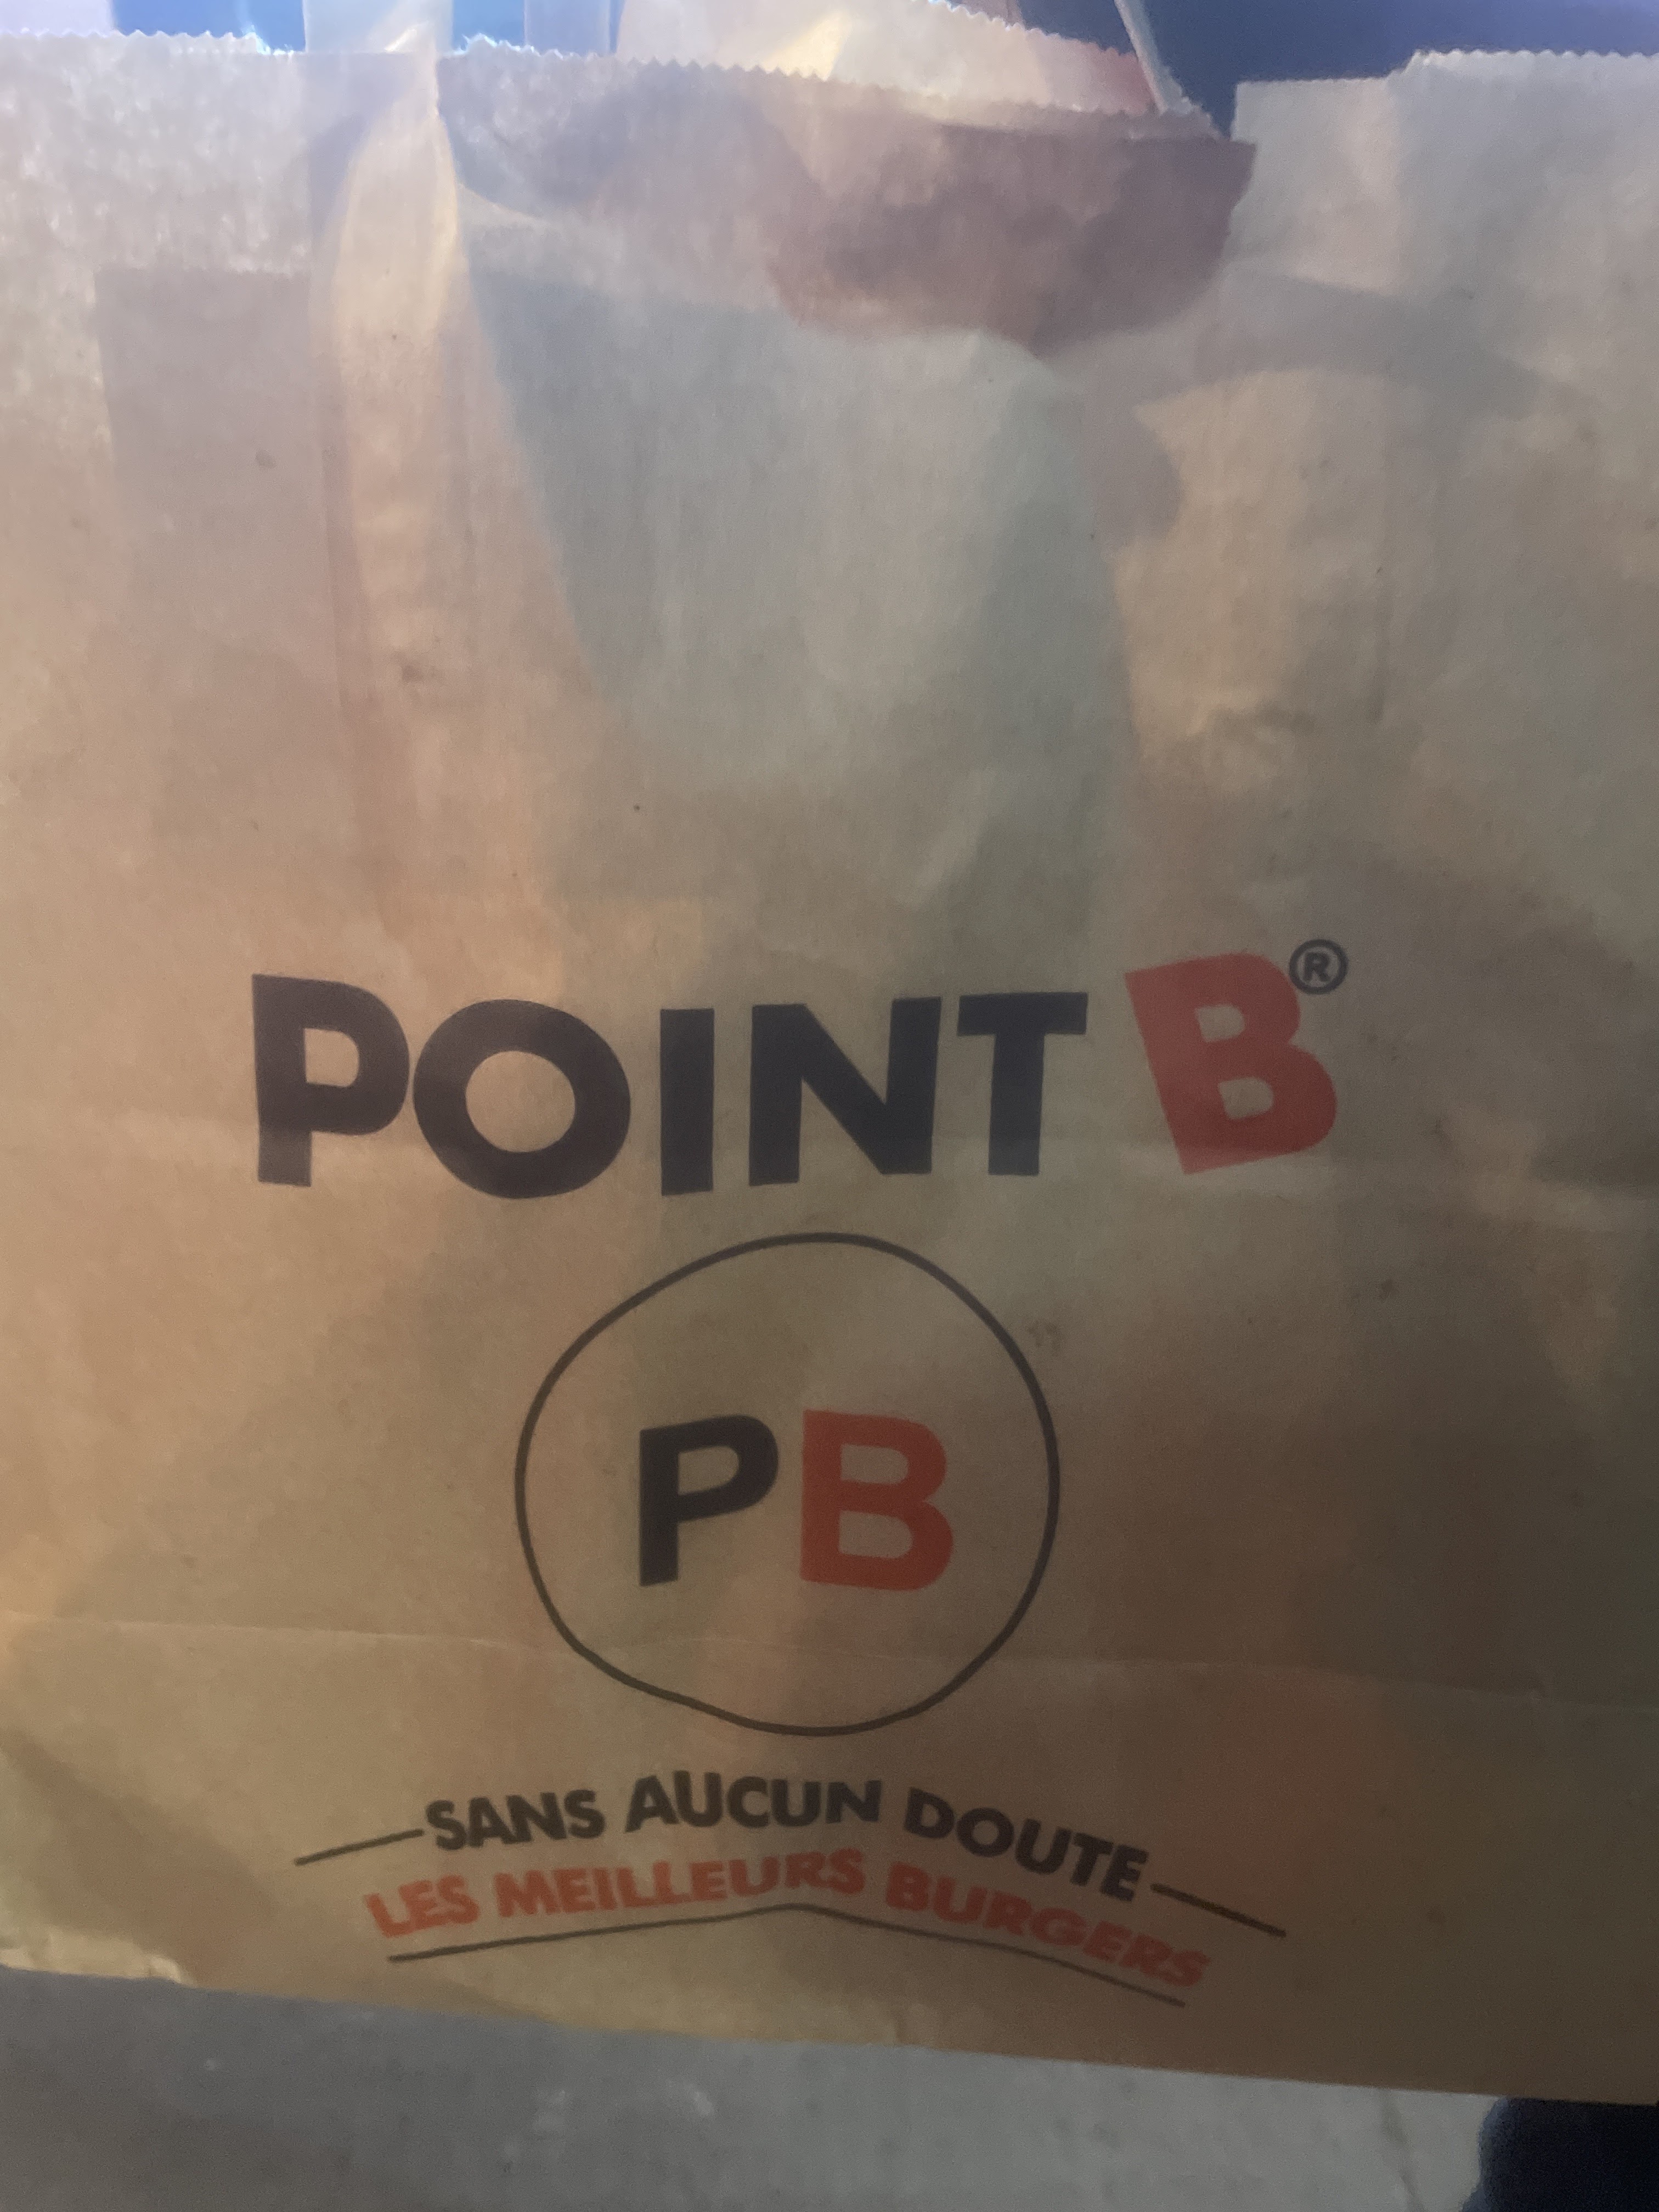 POINT B®
PB
SANS AUCUN DOUTE
LES MEILLEURS BURGERS